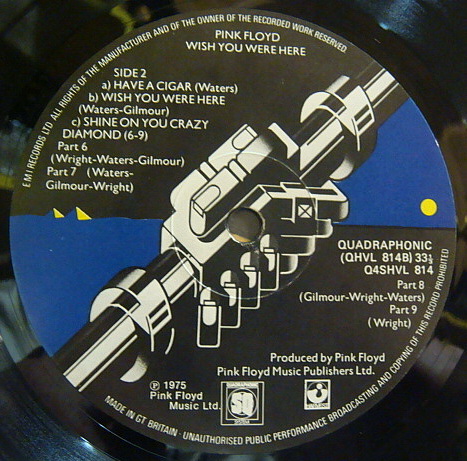 E M I RECORDS LTD ALL RIGHTS OF THE MANUFACTURER AND OF THE OWNER OF THE RECORDED WORK RESERVED
PINK FLOYD
WISH YOU WERE HERE
SIDE 2
a) HAVE A CIGAR (Waters)
b) WISH YOU WERE HERE
(Waters-Gilmour)
c) SHINE ON YOU CRAZY
DIAMOND (6-9)
Part 6
(Wright-Waters-Gilmour)
Part 7 (Waters-
Gilmour-Wright)
QUADRAPHONIC
(QHVL 814B) 33⅓
Q4SHVL 814
Part 8
(Gilmour-Wright-Waters)
Part 9
(Wright)
Produced by Pink Floyd
Pink Floyd Music Publishers Ltd.
℗ 1975
Pink Floyd
Music Ltd.
QUADRAPHONIC
SQ
SYSTEM
MADE IN GT BRITAIN · UNAUTHORISED PUBLIC PERFORMANCE BROADCASTING AND COPYING OF THIS RECORD PROHIBITED